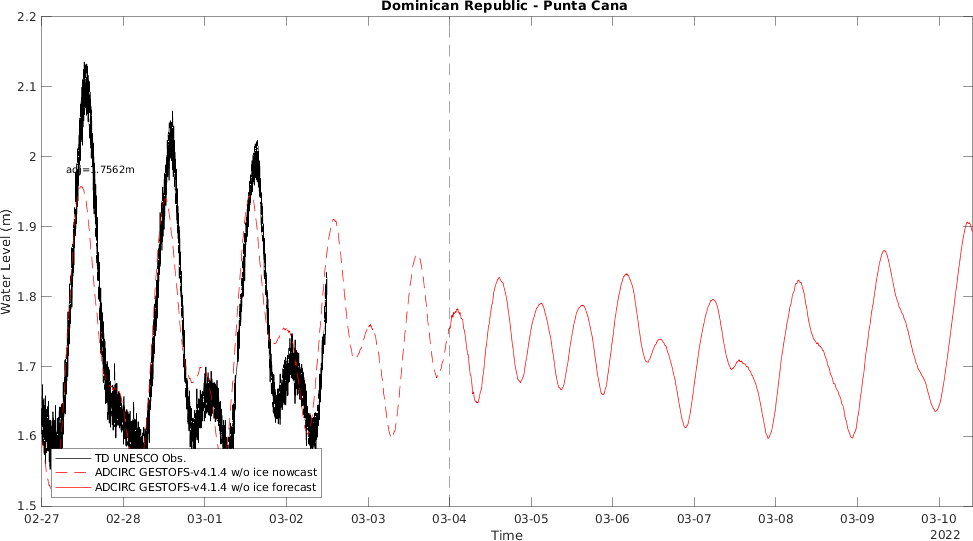 Dominican Republic - Punta Cana
2.2
2.1
2
1.9
1.8
1.7
1.6
1.5
Water Level (m)
adj=1.7562m
TD UNESCO Obs.
ADCIRC GESTOFS-v4.1.4 w/o ice nowcast
ADCIRC GESTOFS-v4.1.4 w/o ice forecast
02-27 02-28 03-01 03-02 03-03 03-04 03-05 03-06 03-07 03-08 03-09 03-10
Time
2022